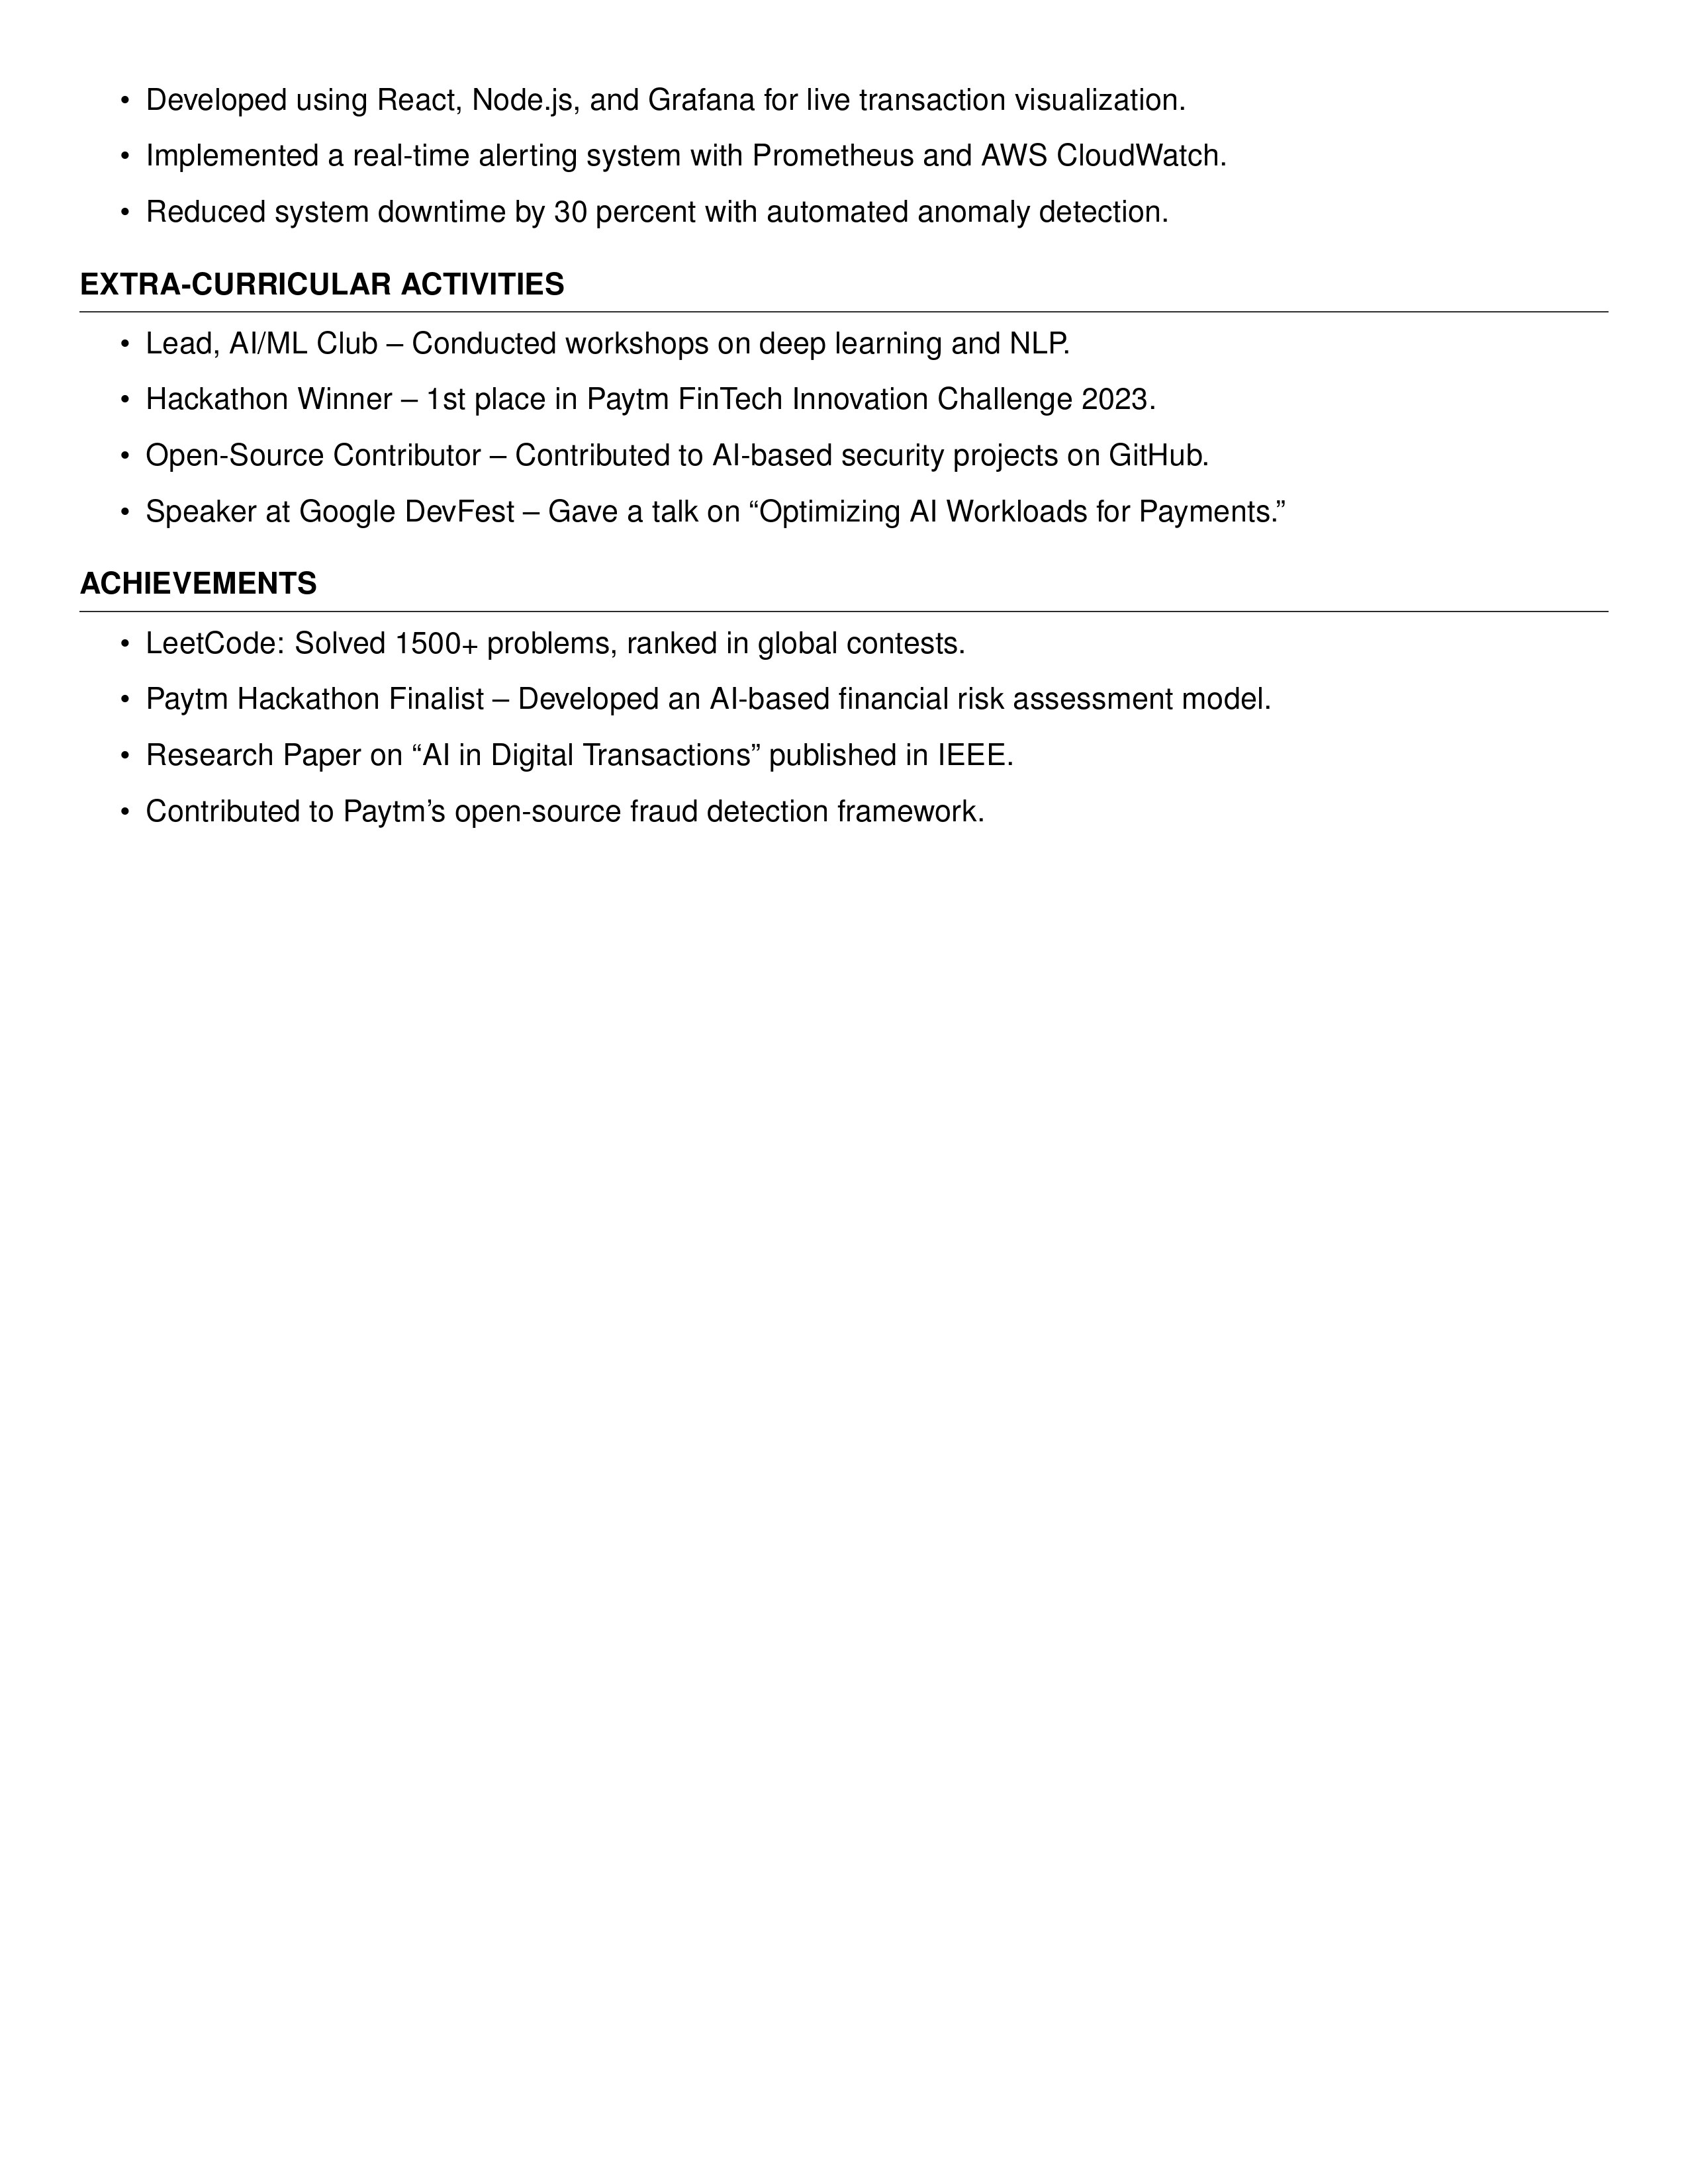 • Developed using React, Node.js, and Grafana for live transaction visualization.
• Implemented a real-time alerting system with Prometheus and AWS CloudWatch.
• Reduced system downtime by 30 percent with automated anomaly detection.
EXTRA-CURRICULAR ACTIVITIES
• Lead, AI/ML Club – Conducted workshops on deep learning and NLP.
• Hackathon Winner – 1st place in Paytm FinTech Innovation Challenge 2023.
• Open-Source Contributor – Contributed to AI-based security projects on GitHub.
• Speaker at Google DevFest – Gave a talk on “Optimizing AI Workloads for Payments.”
ACHIEVEMENTS
• LeetCode: Solved 1500+ problems, ranked in global contests.
• Paytm Hackathon Finalist – Developed an AI-based financial risk assessment model.
• Research Paper on “AI in Digital Transactions” published in IEEE.
• Contributed to Paytm’s open-source fraud detection framework.